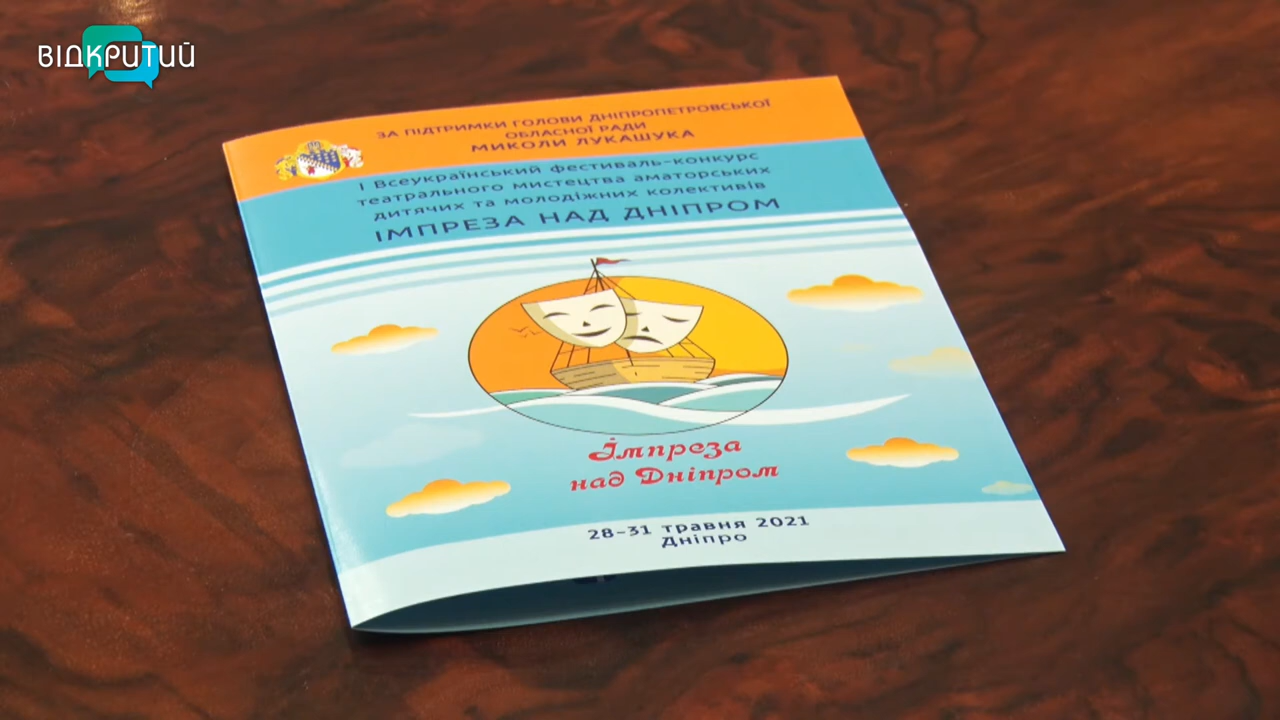 ВІДКРИТИЙ
ЗА ПІДТРИМКИ ГОЛОВИ ДНІПРОПЕТРОВСЬКОЇ
ОБЛАСНОЇ РАДИ
МИКОЛИ ЛУКАШУКА
І Всеукраїнський фестиваль-конкурс
театрального мистецтва аматорських
дитячих та молодіжних колективів
ІМПРЕЗА НАД ДНІПРОМ
Імпреза
над Дніпром
28-31 травня 2021
Дніпро